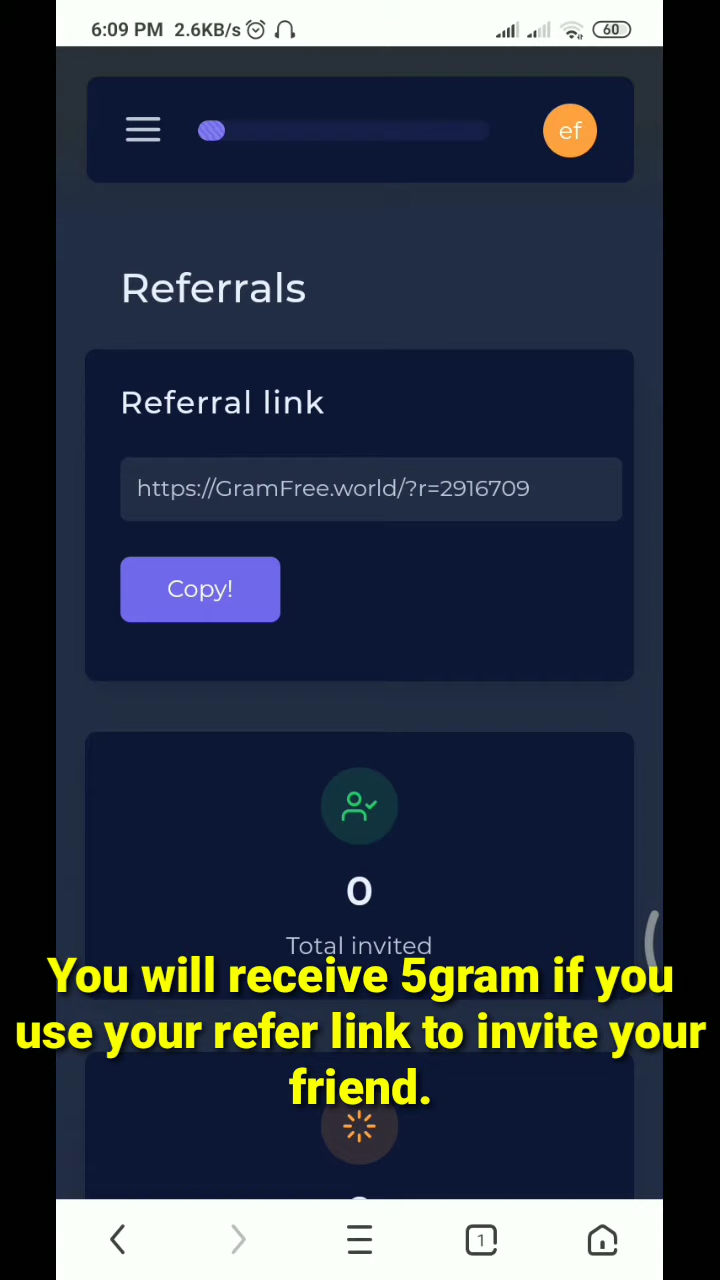 6:09 PM 2.6KB/s 60
ef
Referrals
Referral link
https://GramFree.world/?r=2916709
Copy!
0
Total invited
You will receive 5gram if you
use your refer link to invite your
friend.
1